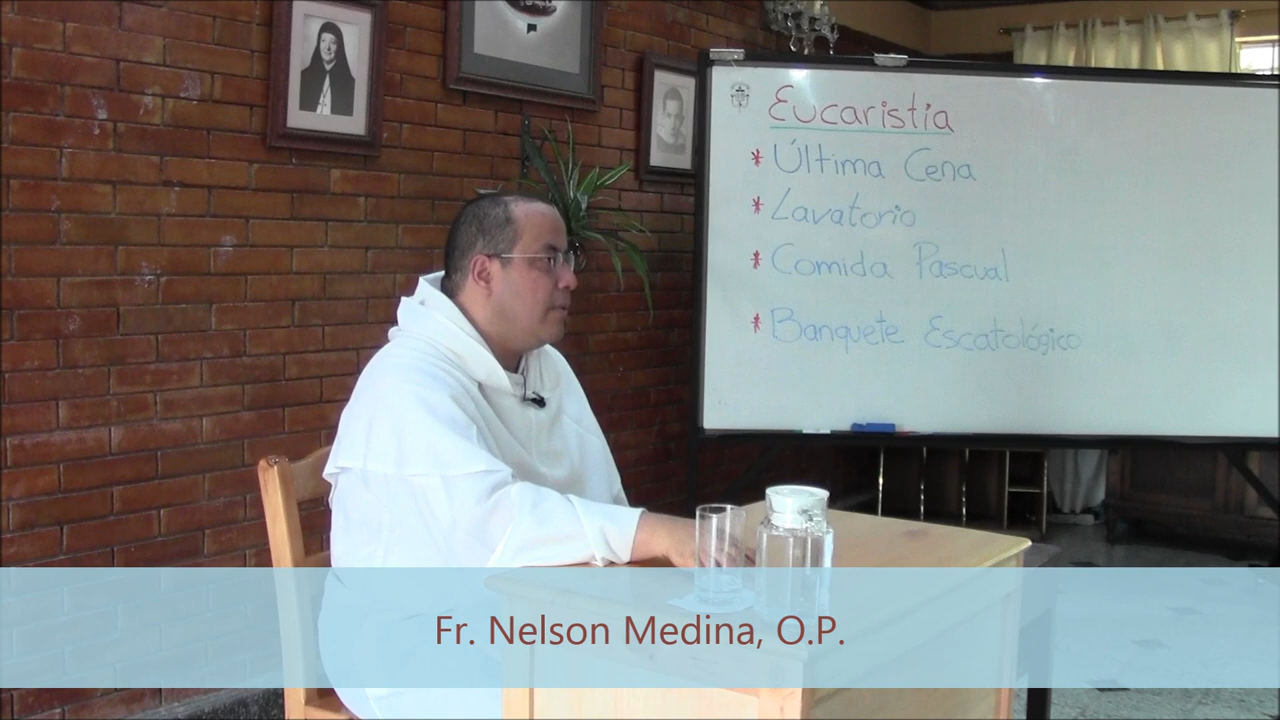 Eucaristía
* Última Cena
* Lavatorio
* Comida Pascual
* Banquete Escatológico
Fr. Nelson Medina, O.P.